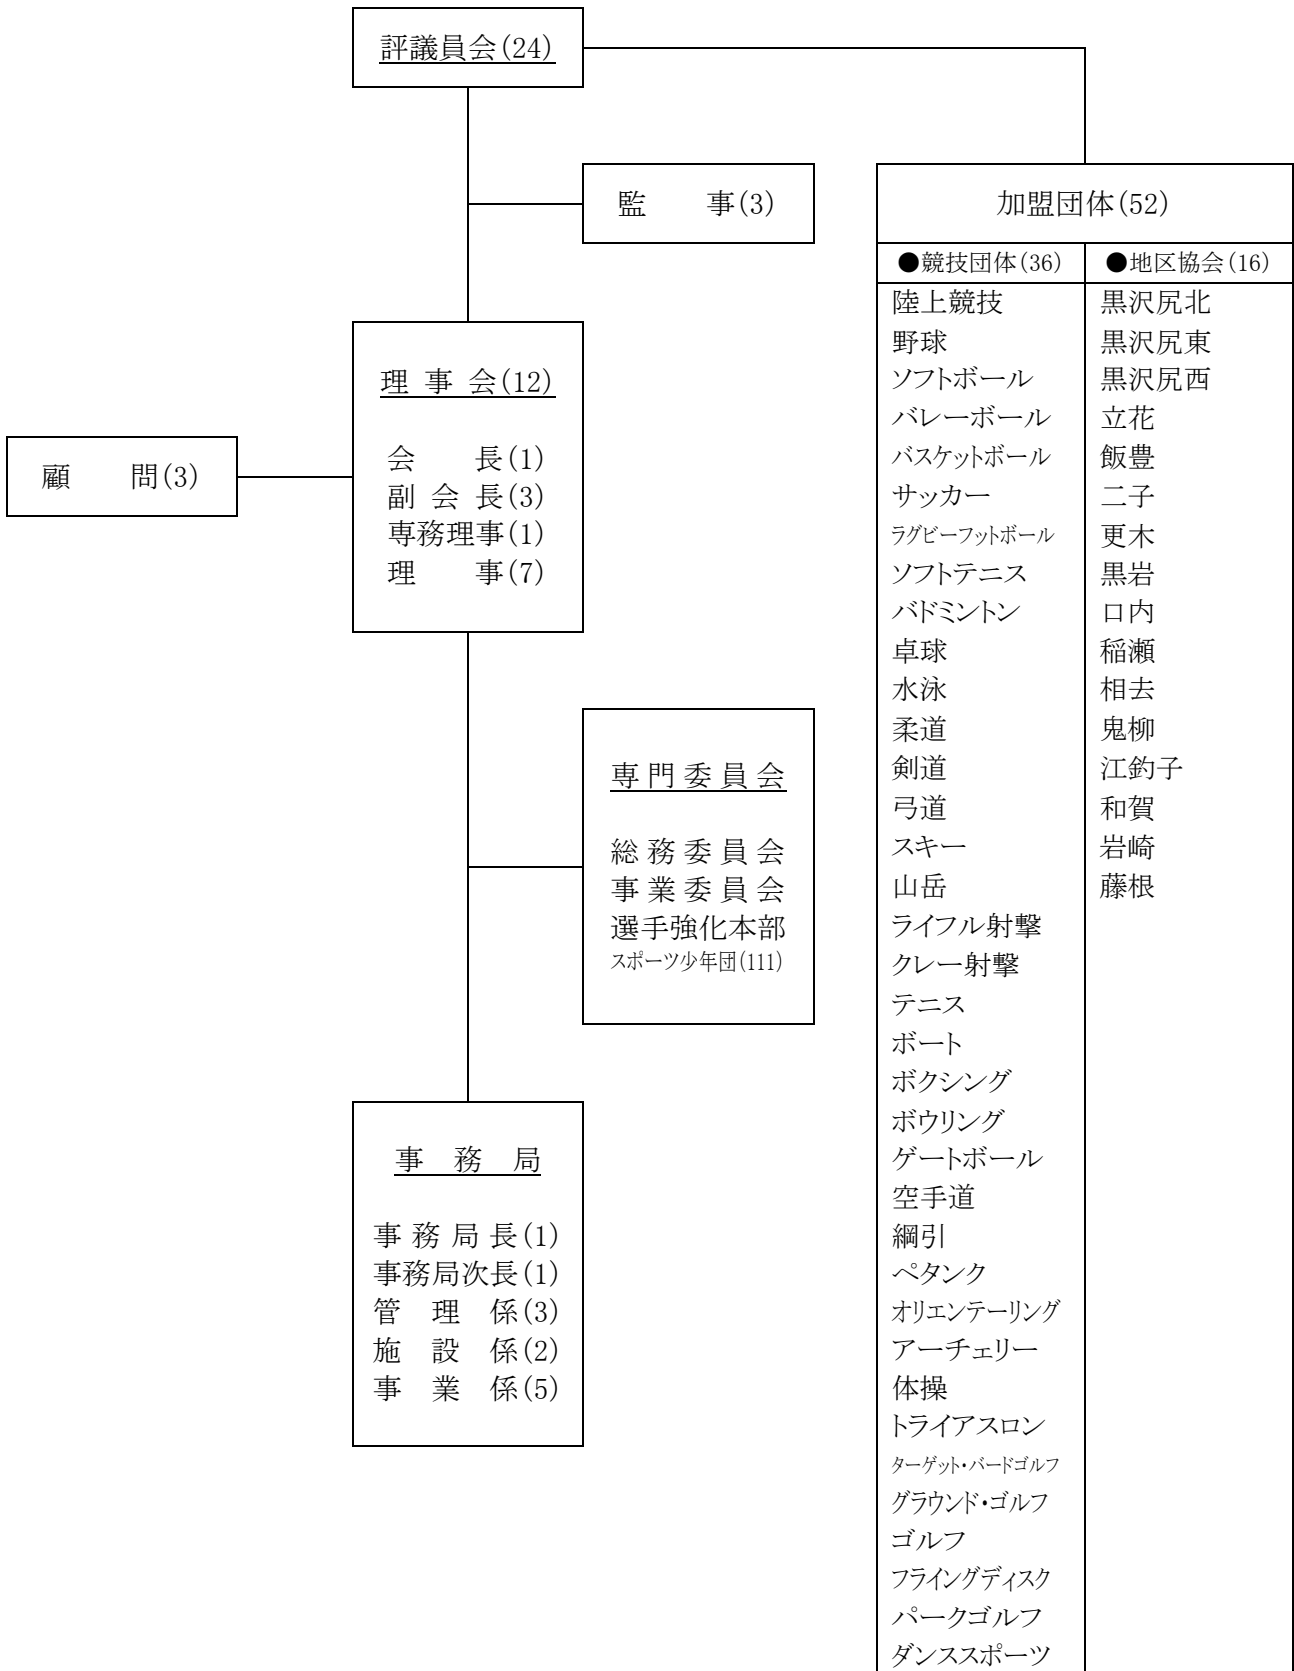 評議員会(24)
監　事(3)
理 事 会(12)
会　長(1)
副 会 長(3)
専務理事(1)
理　事(7)
顧　問(3)
専門委員会
総務委員会
事業委員会
選手強化本部
スポーツ少年団(111)
事　務　局
事 務 局 長(1)
事務局次長(1)
管　理　係(3)
施　設　係(2)
事　業　係(5)
加盟団体(52)
●競技団体(36)
陸上競技
野球
ソフトボール
バレーボール
バスケットボール
サッカー
ラグビーフットボール
ソフトテニス
バドミントン
卓球
水泳
柔道
剣道
弓道
スキー
山岳
ライフル射撃
クレー射撃
テニス
ボート
ボクシング
ボウリング
ゲートボール
空手道
綱引
ペタンク
オリエンテーリング
アーチェリー
体操
トライアスロン
ターゲット・バードゴルフ
グラウンド・ゴルフ
ゴルフ
フライングディスク
パークゴルフ
ダンススポーツ
●地区協会(16)
黒沢尻北
黒沢尻東
黒沢尻西
立花
飯豊
二子
更木
黒岩
口内
稲瀬
相去
鬼柳
江釣子
和賀
岩崎
藤根